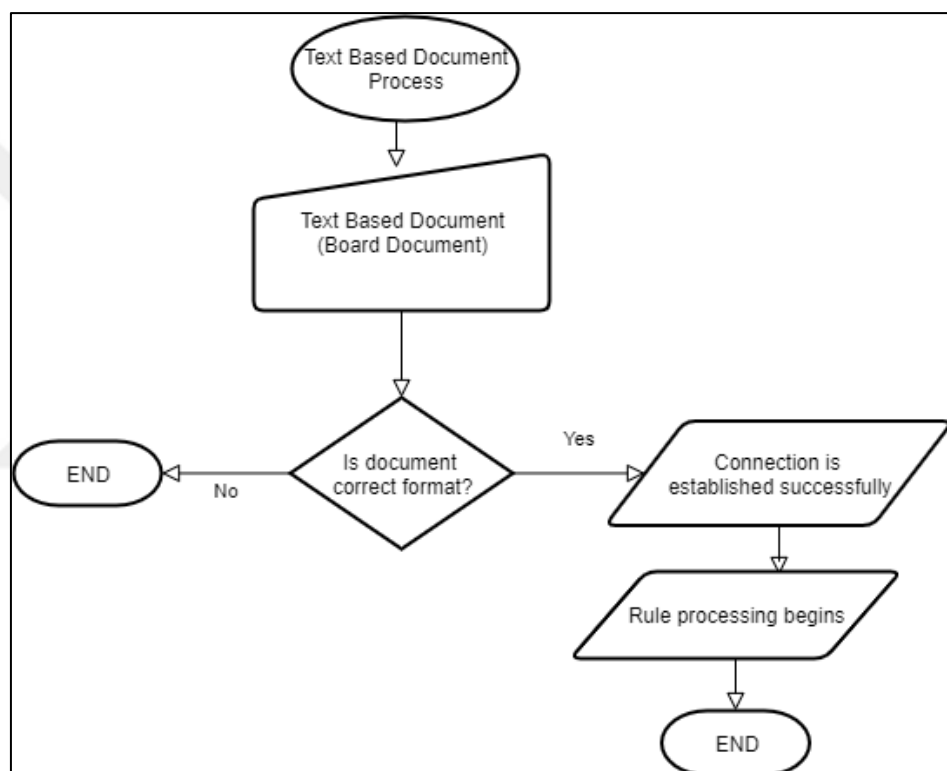 Text Based Document
Process
Text Based Document
(Board Document)
Is document
correct format?
Yes
No
END
Connection is
established successfully
Rule processing begins
END